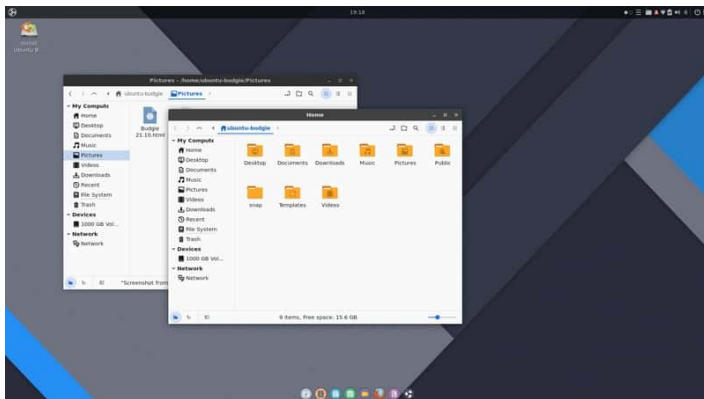 19:18
Install
Ubuntu B...
Pictures - /home/ubuntu-budgie/Pictures
ubuntu-budgie
Pictures
My Compute
Home
Desktop
Documents
Music
Pictures
Videos
Downloads
Recent
File System
Trash
Devices
1000 GB Vol...
Network
Network
Budgie
21.10.html
"Screenshot from
Home
ubuntu-budgie
My Compute
Home
Desktop
Documents
Music
Pictures
Videos
Downloads
Recent
File System
Trash
Devices
1000 GB Vol...
Network
Network
Desktop
Documents
Downloads
Music
Pictures
Public
snap
Templates
Videos
9 items, Free space: 15.6 GB